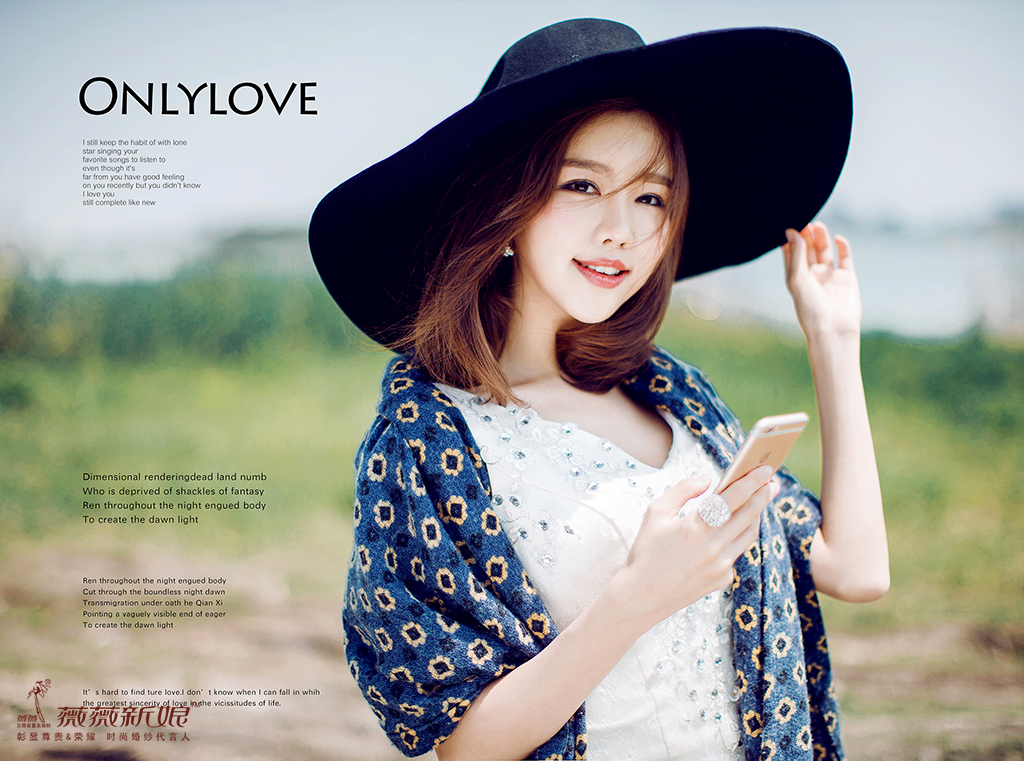 ONLYLOVE
I still keep the habit of with lone
star singing your
favorite songs to listen to
even though it's
far from you have good feeling
on you recently but you didn't know
I love you
still complete like new
Dimensional renderingdead land numb
Who is deprived of shackles of fantasy
Ren throughout the night engued body
To create the dawn light
Ren throughout the night engued body
Cut through the boundless night dawn
Transmigration under oath he Qian Xi
Pointing a vaguely visible end of eager
To create the dawn light
It's hard to find ture love.I don't know when I can fall in whih
the greatest sincerity of love in the vicissitudes of life.
薇薇新妮
彰显尊贵&荣耀 时尚婚纱代言人